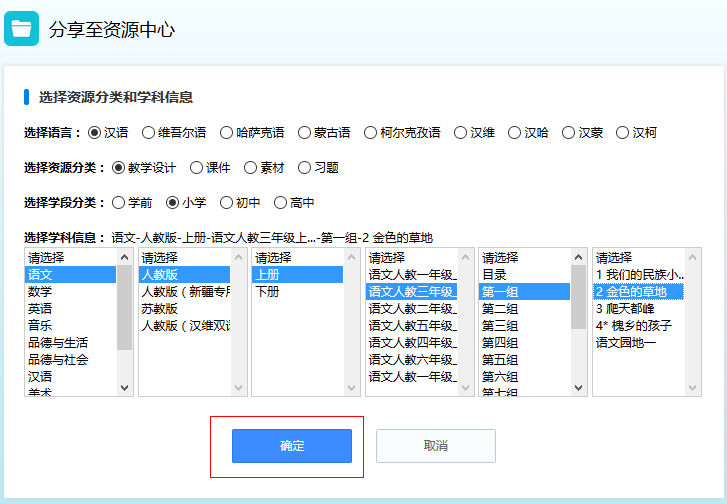 分享至资源中心
选择资源分类和学科信息
选择语言： 汉语 维吾尔语 哈萨克语 蒙古语 柯尔克孜语 汉维 汉哈 汉蒙 汉柯
选择资源分类： 教学设计 课件 素材 习题
选择学段分类： 学前 小学 初中 高中
选择学科信息： 语文-人教版-上册-语文人教三年级上...-第一组-2 金色的草地
请选择
语文
数学
英语
音乐
品德与生活
品德与社会
汉语
美术
请选择
人教版
人教版（新疆专用
苏教版
人教版（汉维双语
请选择
上册
下册
请选择
语文人教一年级上
语文人教三年级上
语文人教二年级上
语文人教五年级上
语文人教四年级上
语文人教六年级上
语文人教一年级上
请选择
目录
第一组
第二组
第三组
第四组
第五组
第六组
第七组
请选择
1 我们的民族小...
2 金色的草地
3 爬天都峰
4* 槐乡的孩子
语文园地一
确定
取消